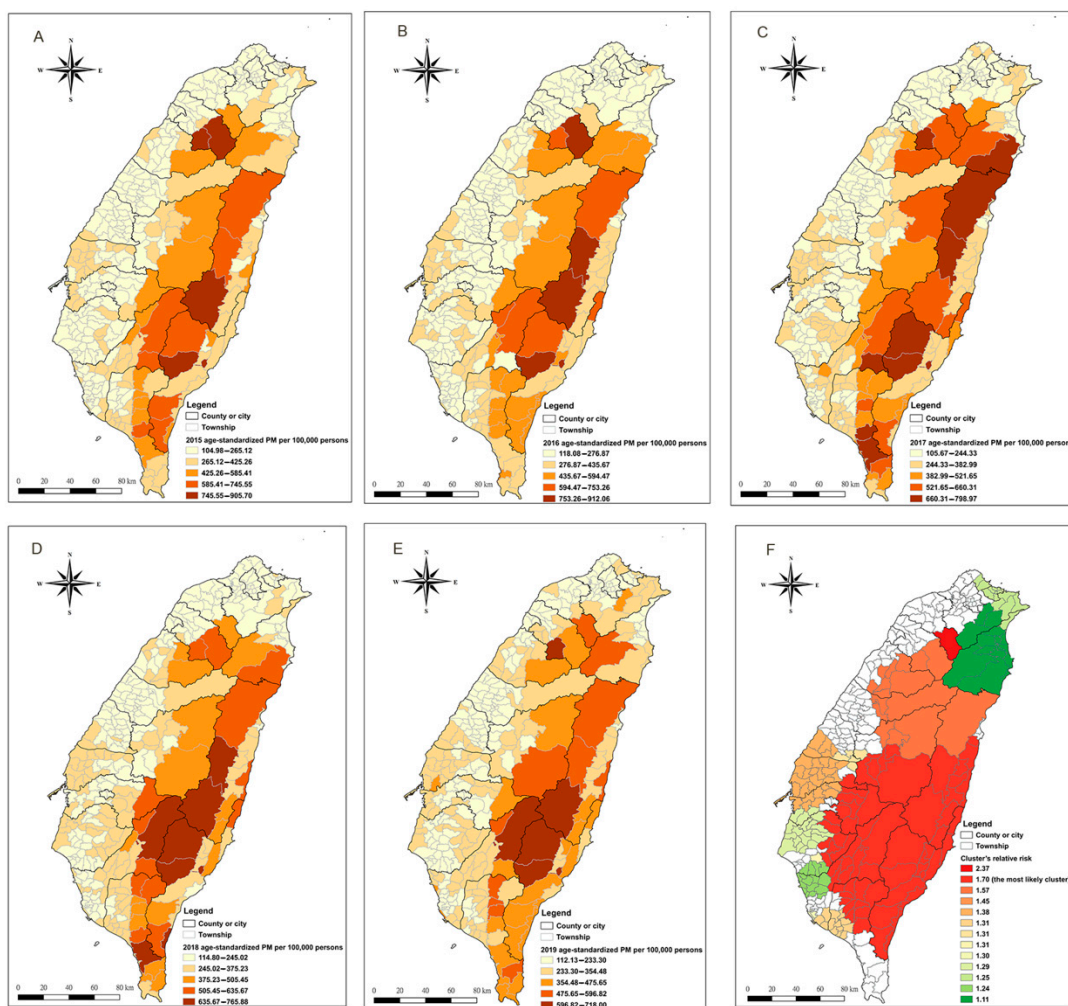 A
N
W
E
S
Legend
County or city
Township
2015 age-standardized PM per 100,000 persons
104.98–265.12
265.12–425.26
425.26–585.41
585.41–745.55
745.55–905.70
0 20 40 60 80 km
B
N
W
E
S
Legend
County or city
Township
2016 age-standardized PM per 100,000 persons
118.08–276.87
276.87–435.67
435.67–594.47
594.47–753.26
753.26–912.06
0 20 40 60 80 km
C
N
W
E
S
Legend
County or city
Township
2017 age-standardized PM per 100,000 persons
105.67–244.33
244.33–382.99
382.99–521.65
521.65–660.31
660.31–798.97
0 20 40 60 80 km
D
N
W
E
S
Legend
County or city
Township
2018 age-standardized PM per 100,000 persons
114.80–245.02
245.02–375.23
375.23–505.45
505.45–635.67
635.67–765.88
0 20 40 60 80 km
E
N
W
E
S
Legend
County or city
Township
2019 age-standardized PM per 100,000 persons
112.13–233.30
233.30–354.48
354.48–475.65
475.65–596.82
596.82–718.00
0 20 40 60 80 km
F
N
W
E
S
Legend
County or city
Township
Cluster's relative risk
2.37
1.70 (the most likely cluster)
1.57
1.45
1.38
1.31
1.31
1.31
1.30
1.29
1.25
1.24
1.11
0 20 40 60 80 km